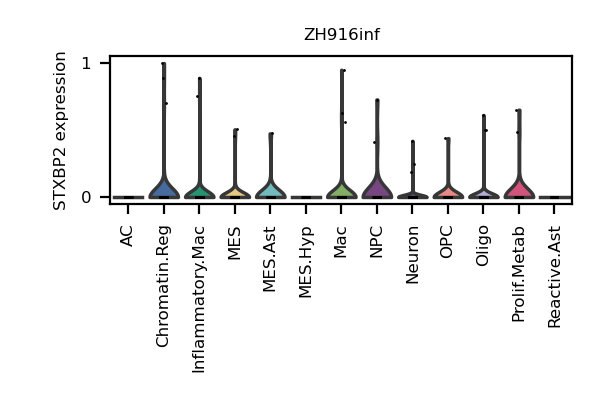 ZH916inf
STXBP2 expression
1
0
AC
Chromatin.Reg
Inflammatory.Mac
MES
MES.Ast
MES.Hyp
Mac
NPC
Neuron
OPC
Oligo
Prolif.Metab
Reactive.Ast